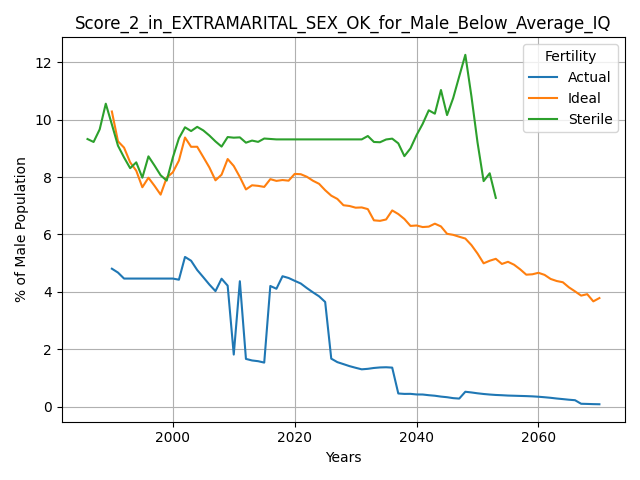 Score_2_in_EXTRAMARITAL_SEX_OK_for_Male_Below_Average_IQ
Fertility
Actual
Ideal
Sterile
% of Male Population
12
10
8
6
4
2
0
2000
2020
2040
2060
Years